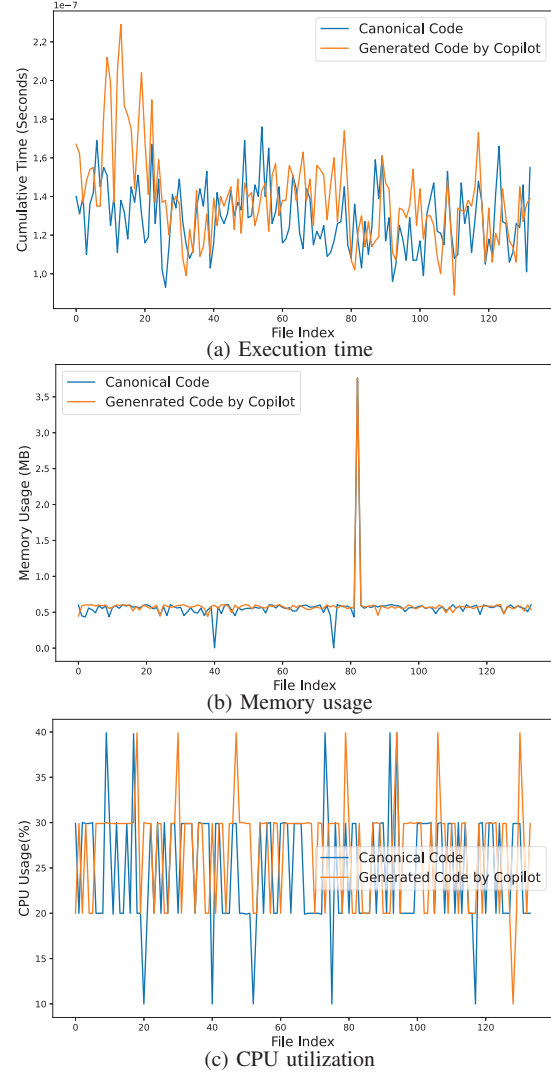 1e−7
Canonical Code
Generated Code by Copilot
2.2
2.0
1.8
1.6
1.4
1.2
1.0
Cumulative Time (Seconds)
0 20 40 60 80 100 120
File Index
(a) Execution time
Canonical Code
Genenrated Code by Copilot
3.5
3.0
2.5
2.0
1.5
1.0
0.5
0.0
Memory Usage (MB)
0 20 40 60 80 100 120
File Index
(b) Memory usage
40
35
30
25
20
15
10
CPU Usage(%)
Canonical Code
Generated Code by Copilot
0 20 40 60 80 100 120
File Index
(c) CPU utilization